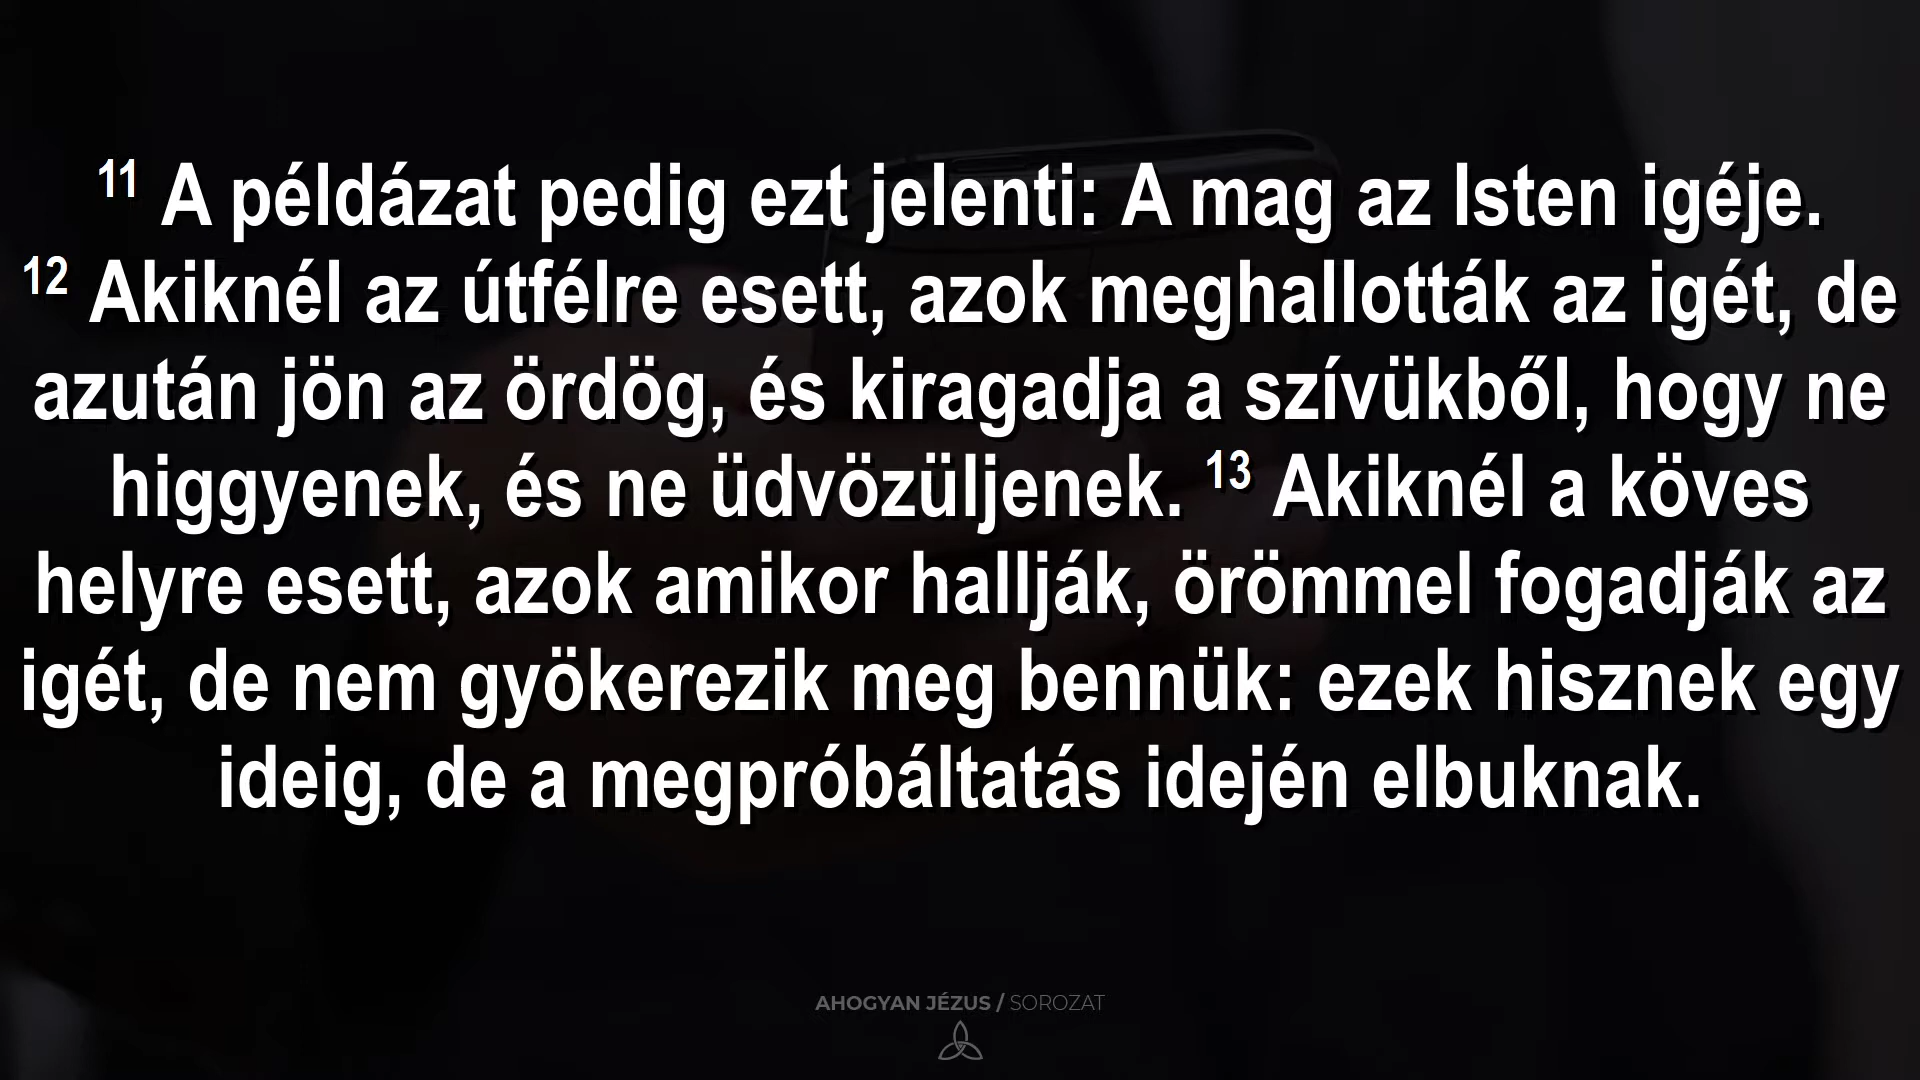 11 A példázat pedig ezt jelenti: A mag az Isten igéje.
12 Akiknél az útfélre esett, azok meghallották az igét, de
azután jön az ördög, és kiragadja a szívükből, hogy ne
higgyenek, és ne üdvözüljenek. 13 Akiknél a köves
helyre esett, azok amikor hallják, örömmel fogadják az
igét, de nem gyökerezik meg bennük: ezek hisznek egy
ideig, de a megpróbáltatás idején elbuknak.
AHOGYAN JÉZUS / SOROZAT